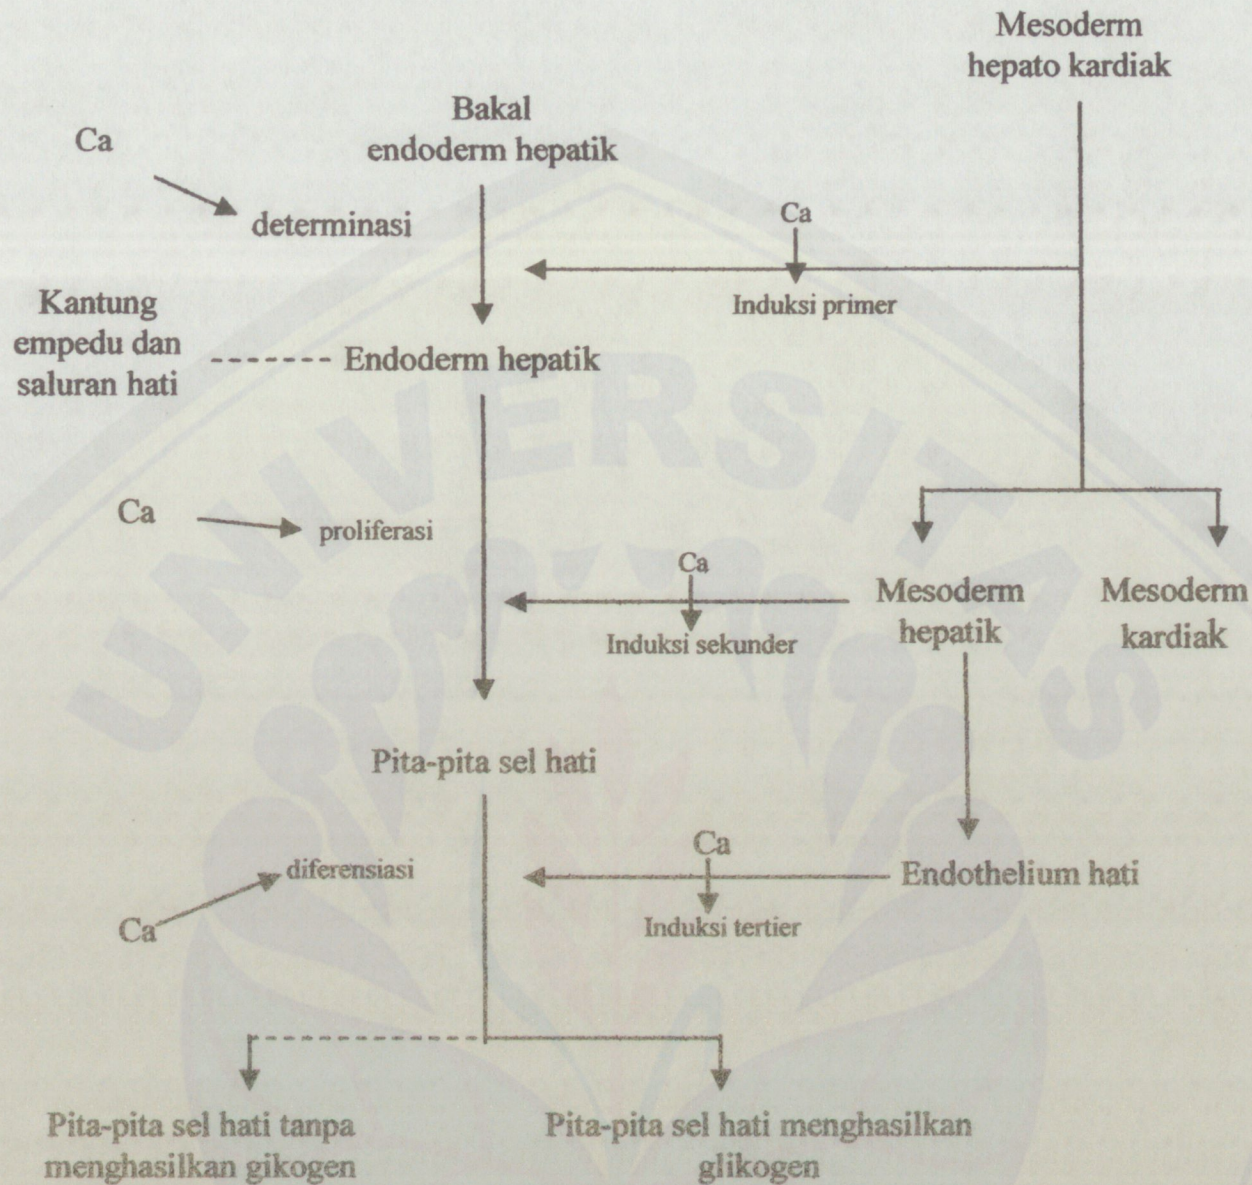 Mesoderm
hepato kardiak
Bakal
endoderm hepatik
Ca
determinasi
Ca
Induksi primer
Kantung
empedu dan
saluran hati
Endoderm hepatik
Ca
proliferasi
Ca
Induksi sekunder
Mesoderm
hepatik
Mesoderm
kardiak
Pita-pita sel hati
Ca
diferensiasi
Ca
Induksi tertier
Endothelium hati
Pita-pita sel hati tanpa
menghasilkan gikogen
Pita-pita sel hati menghasilkan
glikogen
UNIVERSITAS